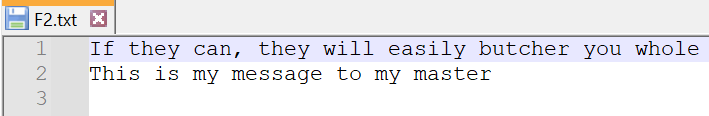 F2.txt
1 If they can, they will easily butcher you whole
2 This is my message to my master
3